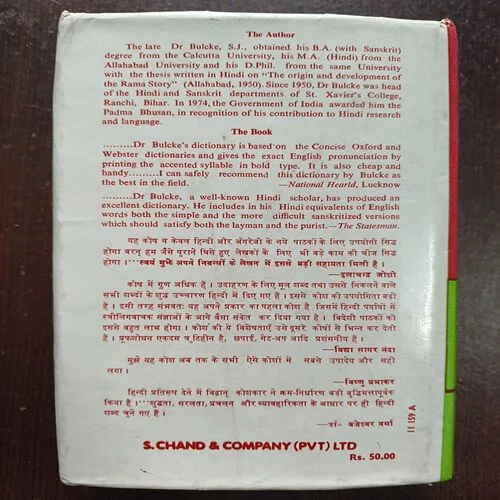 The Author
The late Dr Bulcke, S.J., obtained his B.A. (with Sanskrit)
degree from the Calcutta University, his M.A. (Hindi) from the
Allahabad University and his D.Phil. from the same University
with the thesis written in Hindi on "The origin and development of
the Rama Story" (Allahabad, 1950). Since 1950, Dr Bulcke was head
of the Hindi and Sanskrit departments of St. Xavier's College,
Ranchi, Bihar. In 1974, the Government of India awarded him the
Padma Bhusan, in recognition of his contribution to Hindi research
and language.
The Book
.........Dr Bulcke's dictionary is based on the Concise Oxford and
Webster dictionaries and gives the exact English pronunciation by
printing the accented syllable in bold type. It is also cheap and
handy.........I can safely recommend this dictionary by Bulcke as
the best in the field. —National Hearld, Lucknow
.........Dr Bulcke, a well-known Hindi scholar, has produced an
excellent dictionary. He includes in his Hindi equivalents of English
words both the simple and the more difficult sanskritized versions
which should satisfy both the layman and the purist.—The Statesman.
यह कोष न केवल हिन्दी और अंगरेजी के नये पाठकों के लिए उपयोगी सिद्ध
होगा वरन् हम जैसे पुराने घिसे हुए लेखकों के लिए भी बड़े काम की चीज सिद्ध
होगा।'''स्वयं मुझे अपने निबन्धों के लेखन में इससे बड़ी सहायता मिली है।
—इलाचन्द्र जोशी
कोष में गुण अधिक हैं। उदाहरण के लिए मूल शब्द तथा उससे निकलने वाले
सभी शब्दों के शुद्ध उच्चारण हिन्दी में दिए गए हैं। इससे कोश की उपयोगिता बड़ी
है। इसी तरह संभवतः यह अपने प्रकार का पहला कोश है जिसमें हिन्दी पर्यायों में
स्त्रीलिंगवाचक संज्ञाओं के आगे वैसा संकेत कर दिया गया है। विदेशी पाठकों को
इससे बहुत लाभ होगा। कोश की ये विशेषताएँ उसे दूसरे कोषों से भिन्न कर देती
हैं। प्रूफ़शोधन एकदम त्रुटिहीन है, छपाई, गेट-अप आदि प्रशंसनीय हैं।
—विद्या सागर नंदा
मुझे यह कोश अब तक के सभी ऐसे कोशों में सबसे उपादेय और सही
लगा।
—विष्णु प्रभाकर
हिन्दी प्रतिरूप देने में विद्वान् कोशकार ने क्रम-निर्धारण बड़ी बुद्धिमत्तापूर्वक
किया है।'''शुद्धता, सरलता, प्रचलन और व्यावहारिकता के आधार पर ही हिन्दी
शब्द चुने गए हैं।
—डॉ० ब्रजेश्वर वर्मा
11 159 A
S. CHAND & COMPANY (PVT) LTD
Rs. 50.00